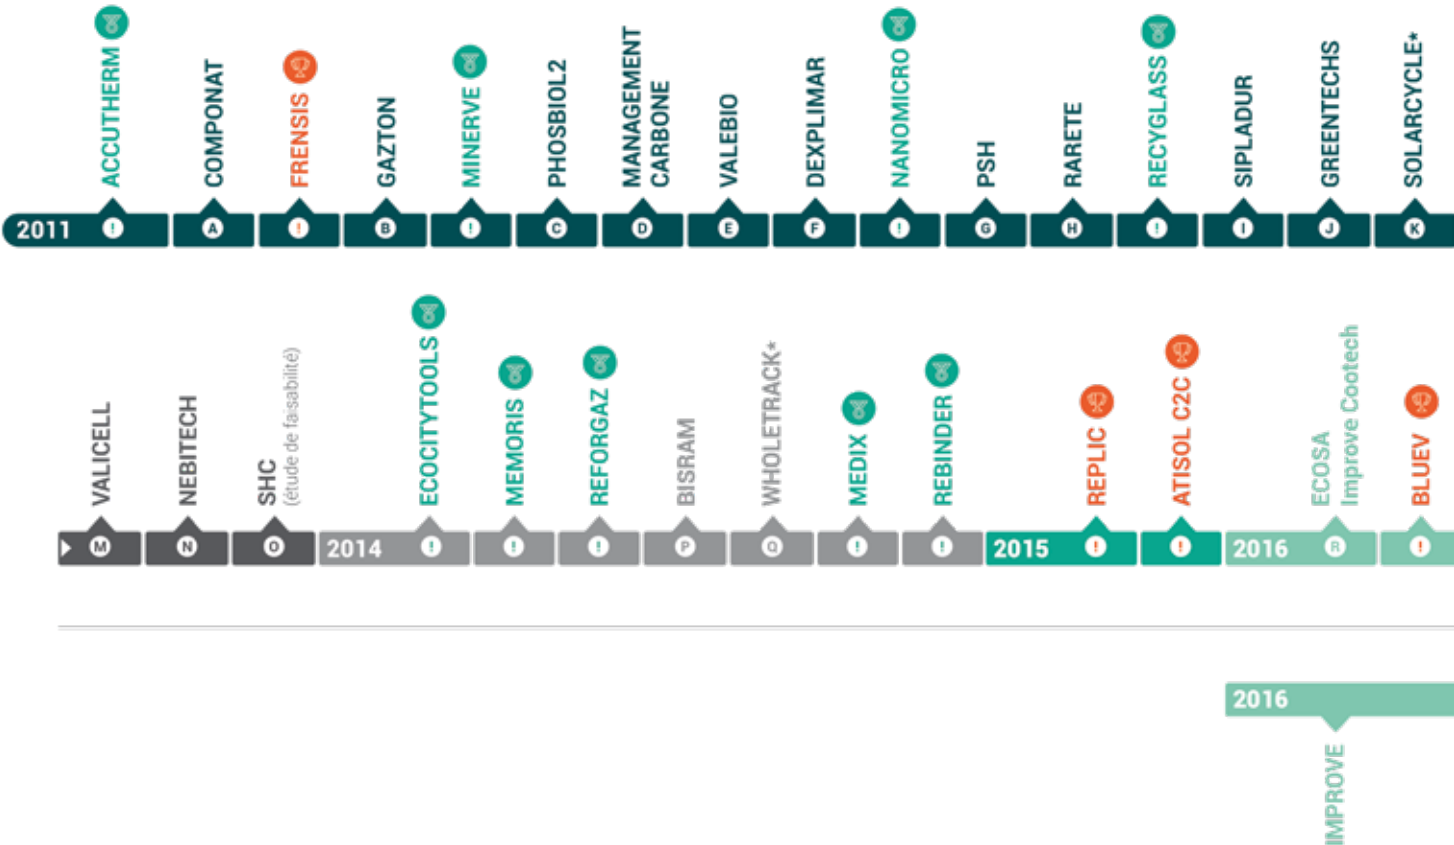 ACCUTHERM
COMPONAT
FRENSIS
GAZTON
MINERVE
PHOSBIOL2
MANAGEMENT
CARBONE
VALEBIO
DEXPLIMAR
NANOMICRO
PSH
RARETE
RECYGLASS
SIPLADUR
GREENTECHS
SOLARCYCLE*
2011 ! A ! B ! C D E F ! G H ! I J K
VALICELL
NEBITECH
SHC
(étude de faisabilité)
ECOCITYTOOLS
MEMORIS
REFORGAZ
BISRAM
WHOLETRACK*
MEDIX
REBINDER
REPLIC
ATISOL C2C
ECOSA
Improve Cootech
BLUEV
M N O 2014 ! ! ! P Q ! ! 2015 ! ! 2016 R !
2016
IMPROVE